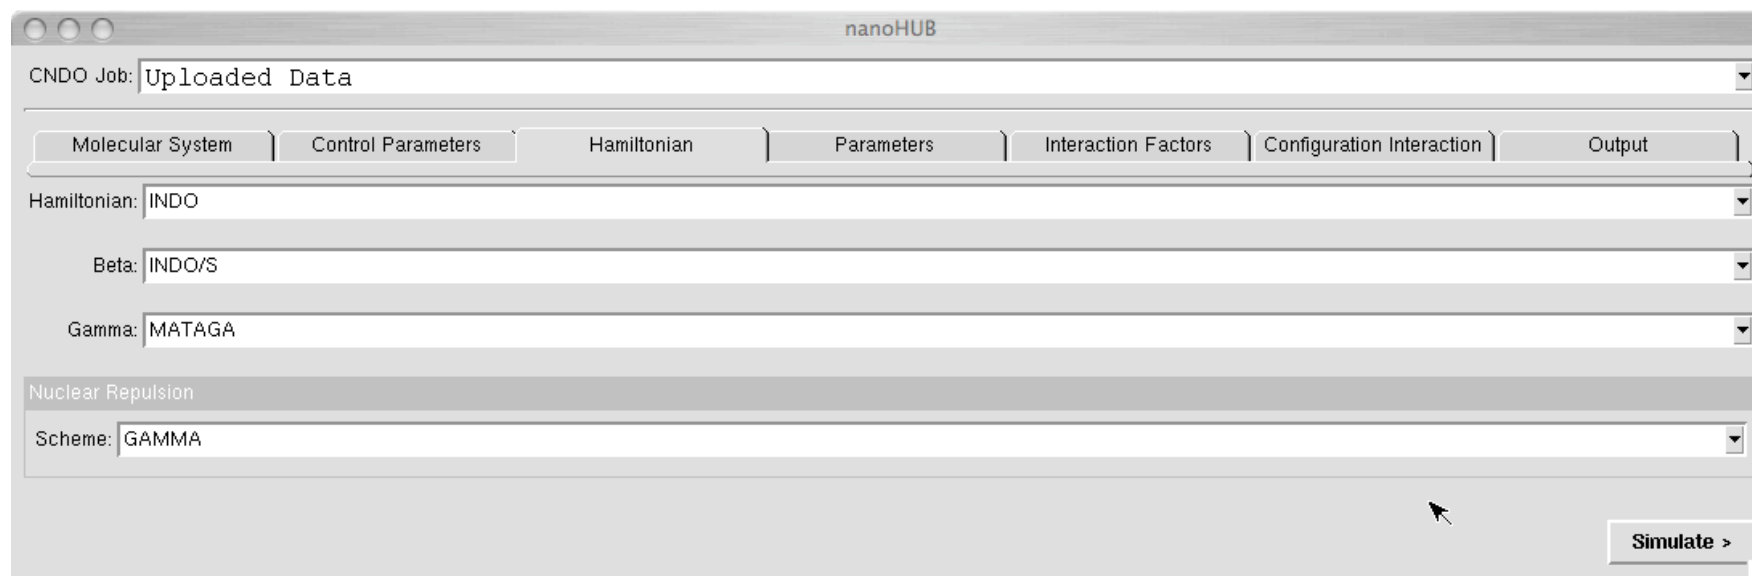 nanoHUB
CNDO Job: Uploaded Data
Molecular System Control Parameters Hamiltonian Parameters Interaction Factors Configuration Interaction Output
Hamiltonian: INDO
Beta: INDO/S
Gamma: MATAGA
Nuclear Repulsion
Scheme: GAMMA
Simulate >